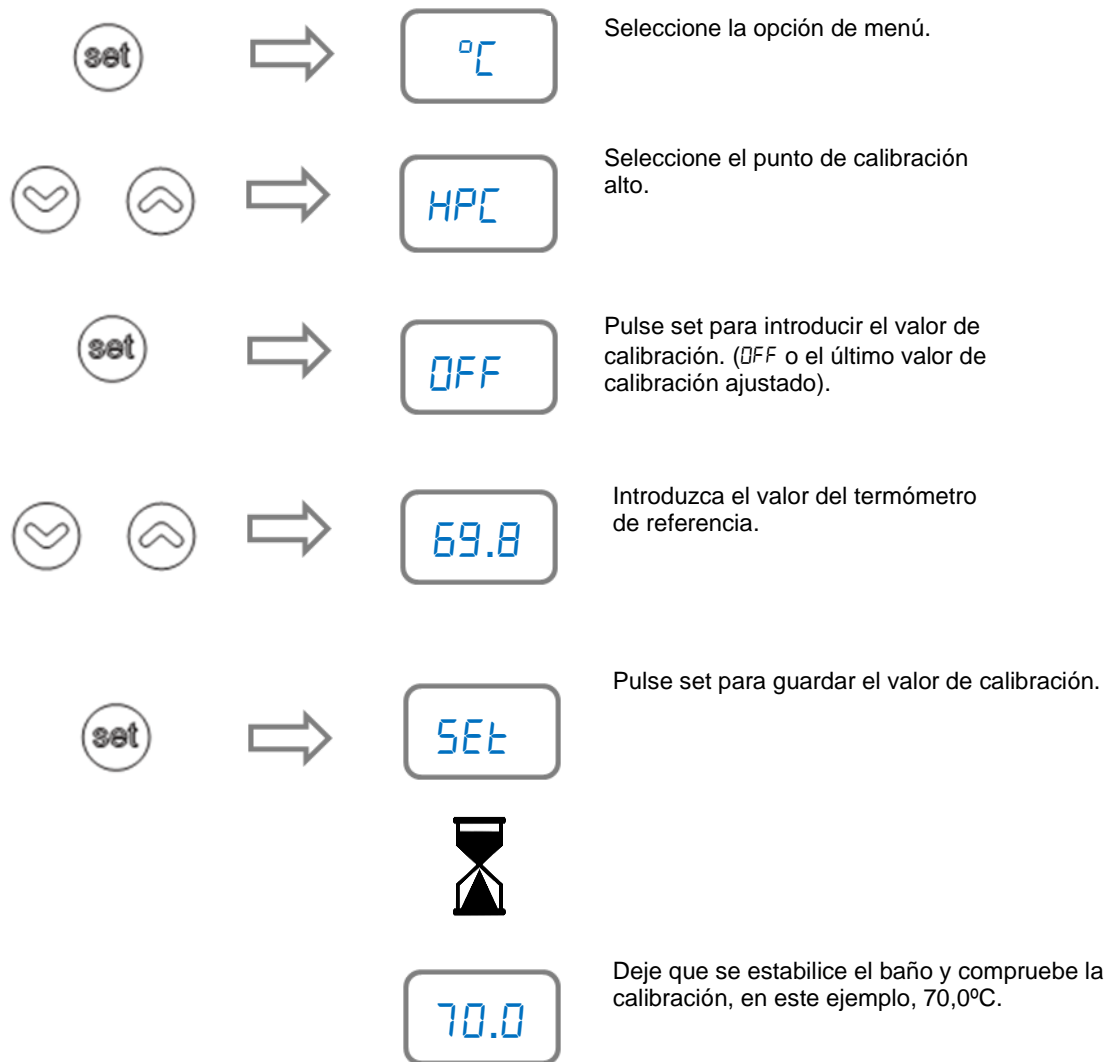 set
°C
Seleccione la opción de menú.
HPC
Seleccione el punto de calibración
alto.
set
OFF
Pulse set para introducir el valor de
calibración. (OFF o el último valor de
calibración ajustado).
69.8
Introduzca el valor del termómetro
de referencia.
set
SEt
Pulse set para guardar el valor de calibración.
70.0
Deje que se estabilice el baño y compruebe la
calibración, en este ejemplo, 70,0ºC.